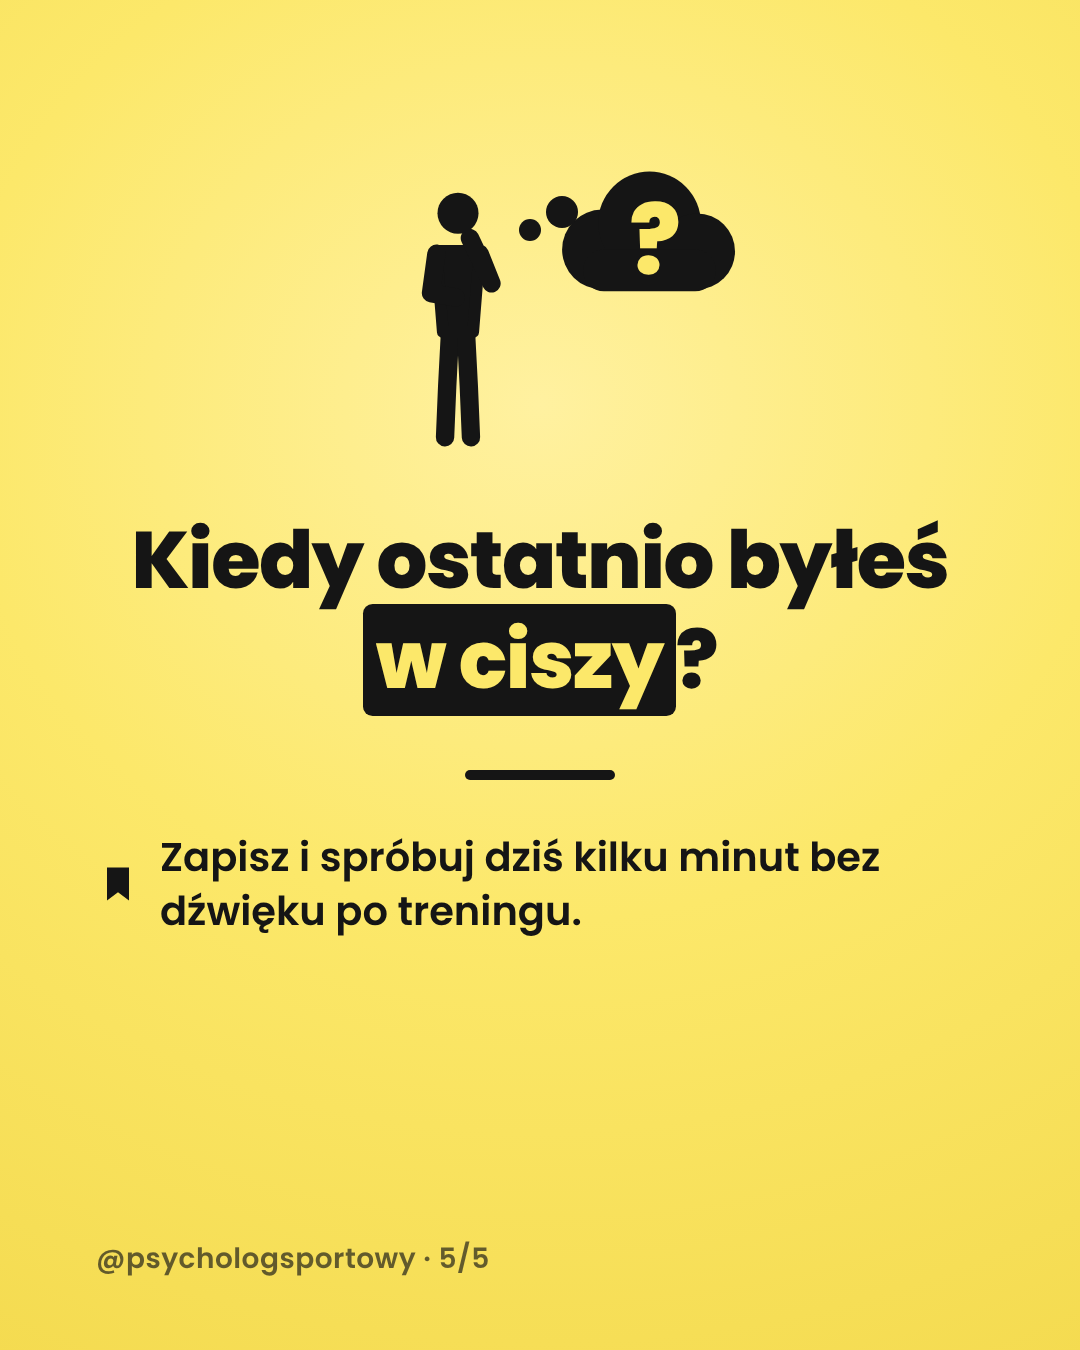 ?
Kiedy ostatnio byłeś
w ciszy?
Zapisz i spróbuj dziś kilku minut bez
dźwięku po treningu.
@psychologsportowy · 5/5